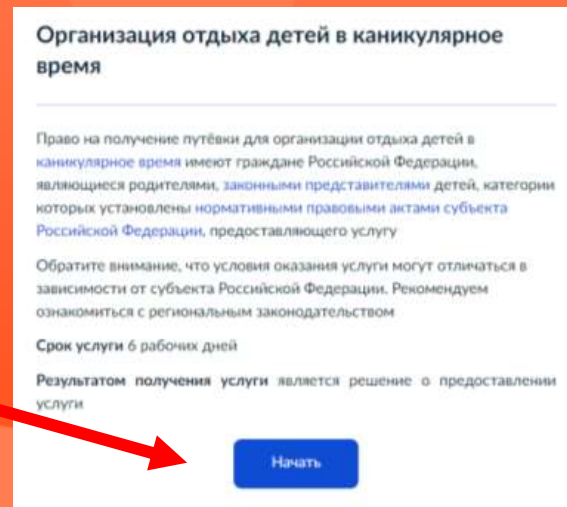 Организация отдыха детей в каникулярное
время
Право на получение путёвки для организации отдыха детей в
каникулярное время имеют граждане Российской Федерации,
являющиеся родителями, законными представителями детей, категории
которых установлены нормативными правовыми актами субъекта
Российской Федерации, предоставляющего услугу
Обратите внимание, что условия оказания услуги могут отличаться в
зависимости от субъекта Российской Федерации. Рекомендуем
ознакомиться с региональным законодательством
Срок услуги 6 рабочих дней
Результатом получения услуги является решение о предоставлении
услуги
Начать